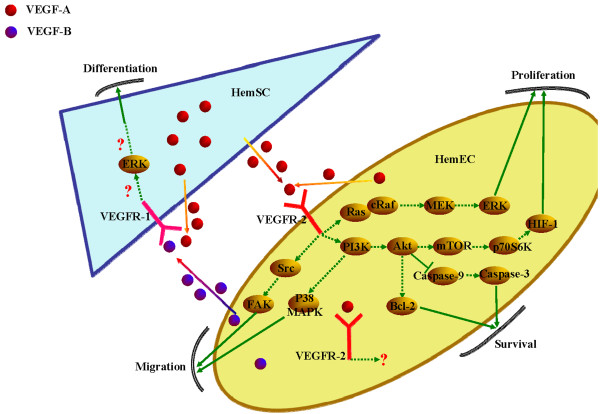 VEGF-A
VEGF-B
Differentiation
HemSC
Proliferation
?
ERK
?
HemEC
VEGFR-1
VEGFR-2
Ras
cRaf
MEK
ERK
HIF-1
PI3K
Akt
mTOR
p70S6K
Src
Caspase-9
Caspase-3
FAK
P38
MAPK
Bcl-2
Survival
VEGFR-2
?
Migration